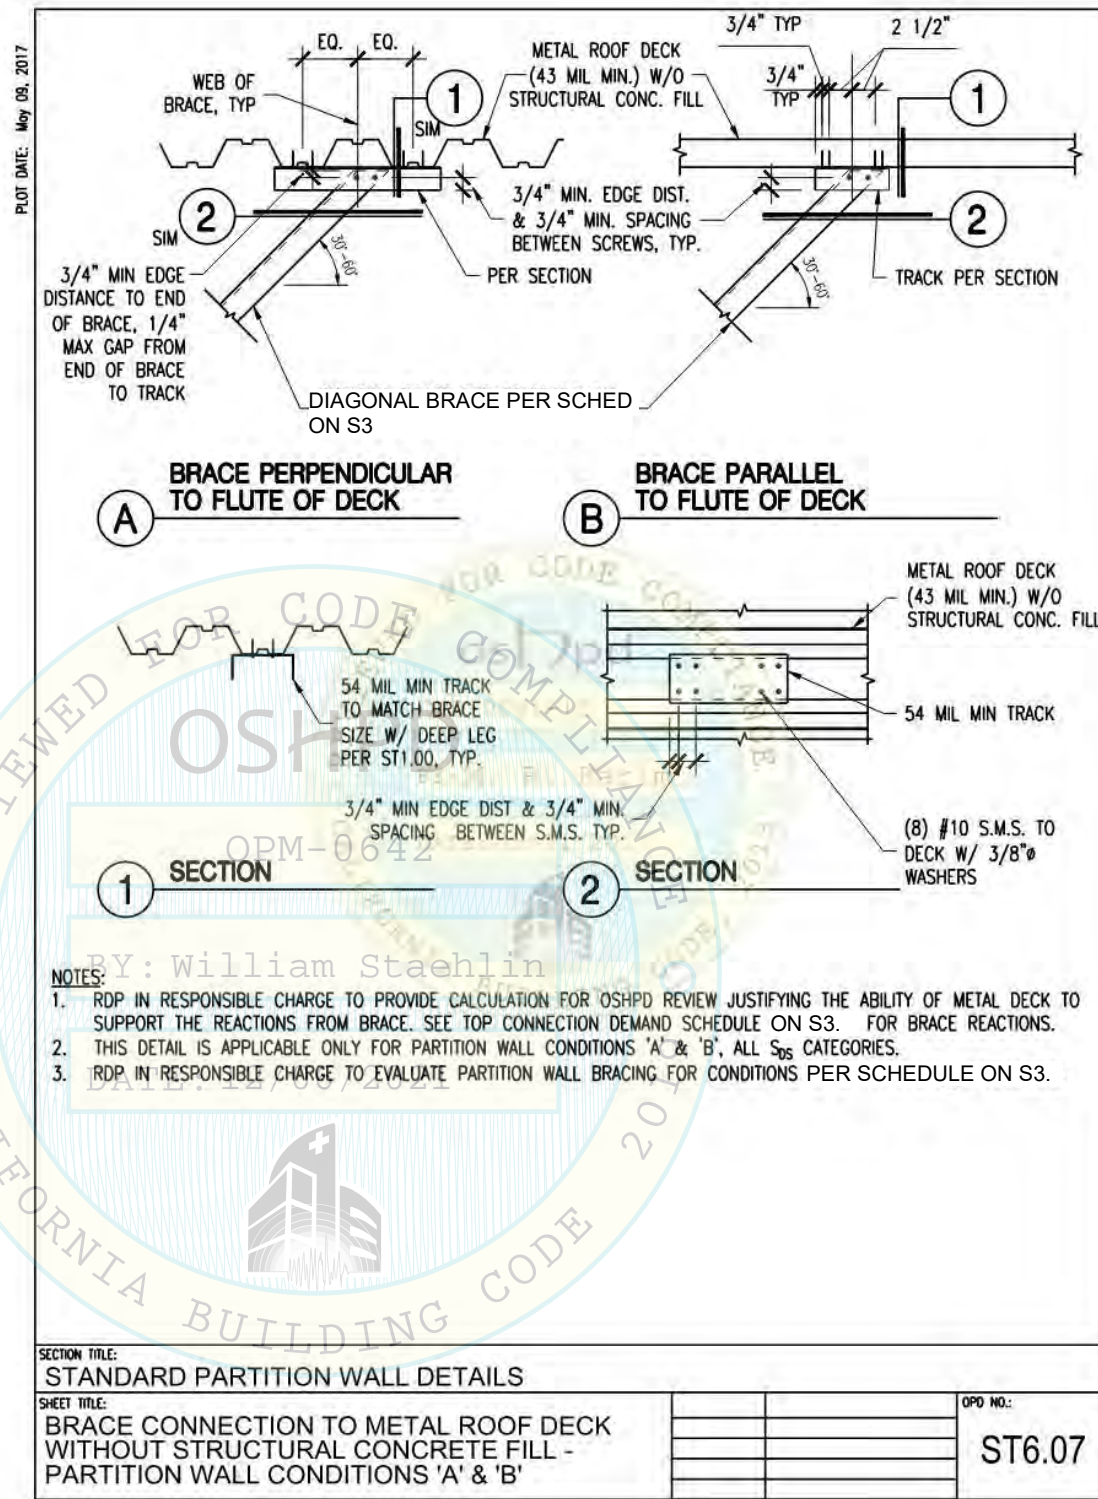 PLOT DATE: May 09, 2017
EQ. EQ.
WEB OF
BRACE, TYP
1
SIM
METAL ROOF DECK
(43 MIL MIN.) W/O
STRUCTURAL CONC. FILL
3/4" TYP
2 1/2"
3/4"
TYP
1
2
SIM
3/4" MIN. EDGE DIST.
& 3/4" MIN. SPACING
BETWEEN SCREWS, TYP.
2
30°-60°
PER SECTION
30°-60°
TRACK PER SECTION
3/4" MIN EDGE
DISTANCE TO END
OF BRACE, 1/4"
MAX GAP FROM
END OF BRACE
TO TRACK
DIAGONAL BRACE PER SCHED
ON S3
A
BRACE PERPENDICULAR
TO FLUTE OF DECK
B
BRACE PARALLEL
TO FLUTE OF DECK
METAL ROOF DECK
(43 MIL MIN.) W/O
STRUCTURAL CONC. FILL
54 MIL MIN TRACK
TO MATCH BRACE
SIZE W/ DEEP LEG
PER ST1.00, TYP.
54 MIL MIN TRACK
3/4" MIN EDGE DIST & 3/4" MIN.
SPACING BETWEEN S.M.S. TYP.
(8) #10 S.M.S. TO
DECK W/ 3/8"ø
WASHERS
1
SECTION
2
SECTION
OSHPD
OPM-0642
BY: William Staehlin
DATE: 12/06/2021
FOR CODE COMPLIANCE
CALIFORNIA BUILDING CODE 2019
NOTES:
1. RDP IN RESPONSIBLE CHARGE TO PROVIDE CALCULATION FOR OSHPD REVIEW JUSTIFYING THE ABILITY OF METAL DECK TO
SUPPORT THE REACTIONS FROM BRACE. SEE TOP CONNECTION DEMAND SCHEDULE ON S3. FOR BRACE REACTIONS.
2. THIS DETAIL IS APPLICABLE ONLY FOR PARTITION WALL CONDITIONS 'A' & 'B', ALL SDS CATEGORIES.
3. RDP IN RESPONSIBLE CHARGE TO EVALUATE PARTITION WALL BRACING FOR CONDITIONS PER SCHEDULE ON S3.
SECTION TITLE:
STANDARD PARTITION WALL DETAILS
SHEET TITLE:
BRACE CONNECTION TO METAL ROOF DECK
WITHOUT STRUCTURAL CONCRETE FILL -
PARTITION WALL CONDITIONS 'A' & 'B'
OPD NO.:
ST6.07